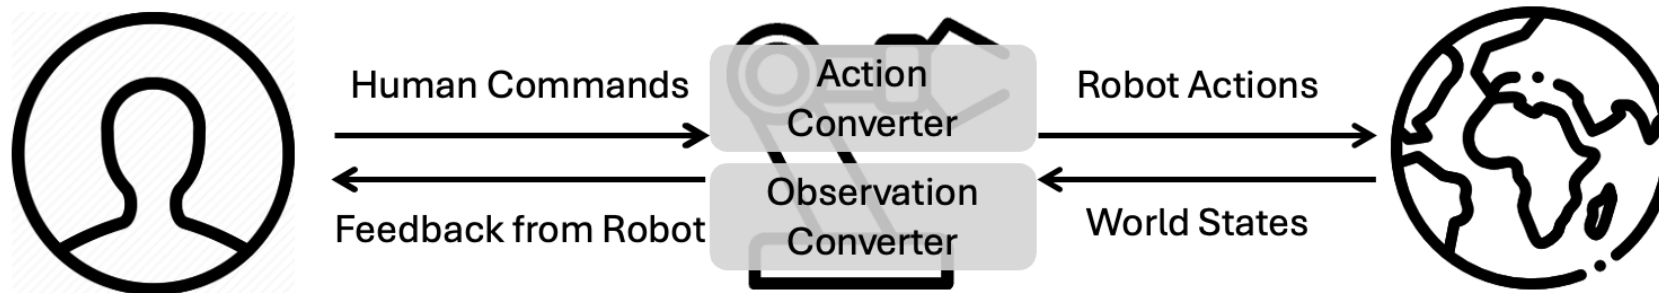 Human Commands
Action
Converter
Robot Actions
Feedback from Robot
Observation
Converter
World States